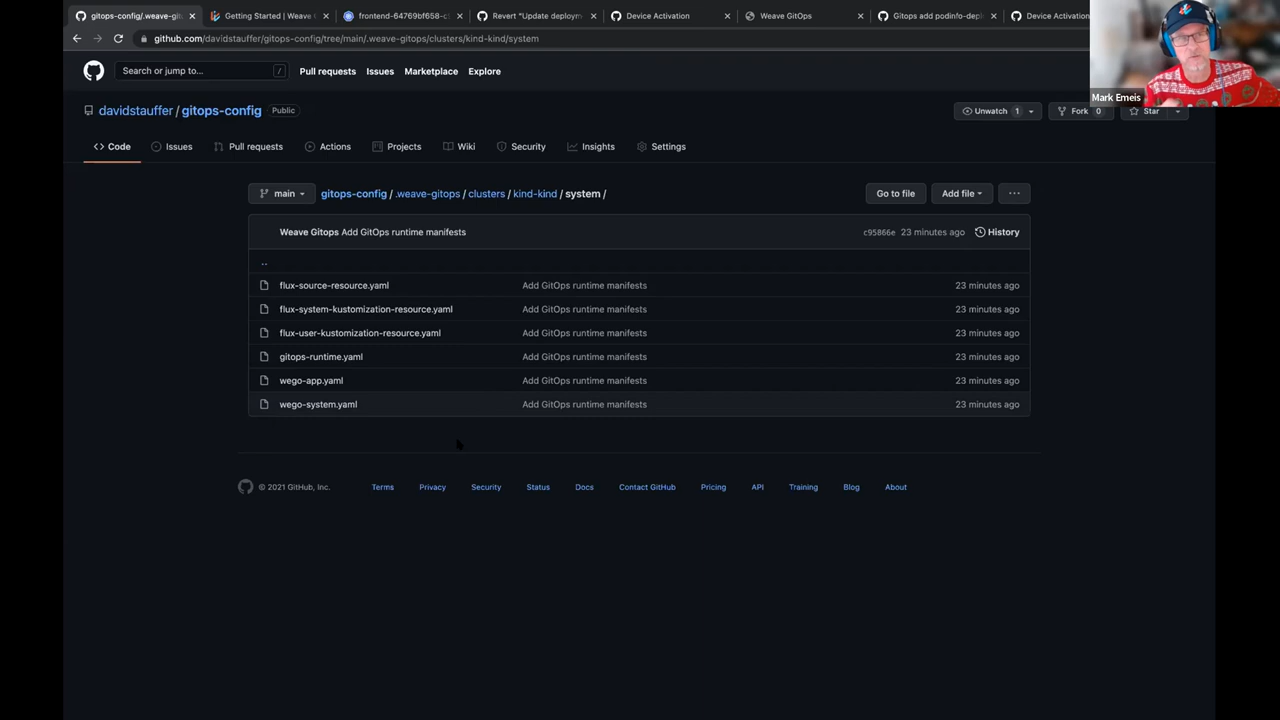 gitops-config/.weave-git
Getting Started | Weave
frontend-64769bf658-c
Revert "Update deploym
Device Activation
Weave GitOps
Gitops add podinfo-depl
Device Activation
github.com/davidstauffer/gitops-config/tree/main/.weave-gitops/clusters/kind-kind/system
Mark Emeis
Search or jump to... /
Pull requests Issues Marketplace Explore
davidstauffer / gitops-config Public
Unwatch 1 Fork 0 Star
Code Issues Pull requests Actions Projects Wiki Security Insights Settings
main gitops-config / .weave-gitops / clusters / kind-kind / system /
Go to file Add file ...
Weave Gitops Add GitOps runtime manifests c95866e 23 minutes ago History
..
flux-source-resource.yaml Add GitOps runtime manifests 23 minutes ago
flux-system-kustomization-resource.yaml Add GitOps runtime manifests 23 minutes ago
flux-user-kustomization-resource.yaml Add GitOps runtime manifests 23 minutes ago
gitops-runtime.yaml Add GitOps runtime manifests 23 minutes ago
wego-app.yaml Add GitOps runtime manifests 23 minutes ago
wego-system.yaml Add GitOps runtime manifests 23 minutes ago
© 2021 GitHub, Inc. Terms Privacy Security Status Docs Contact GitHub Pricing API Training Blog About